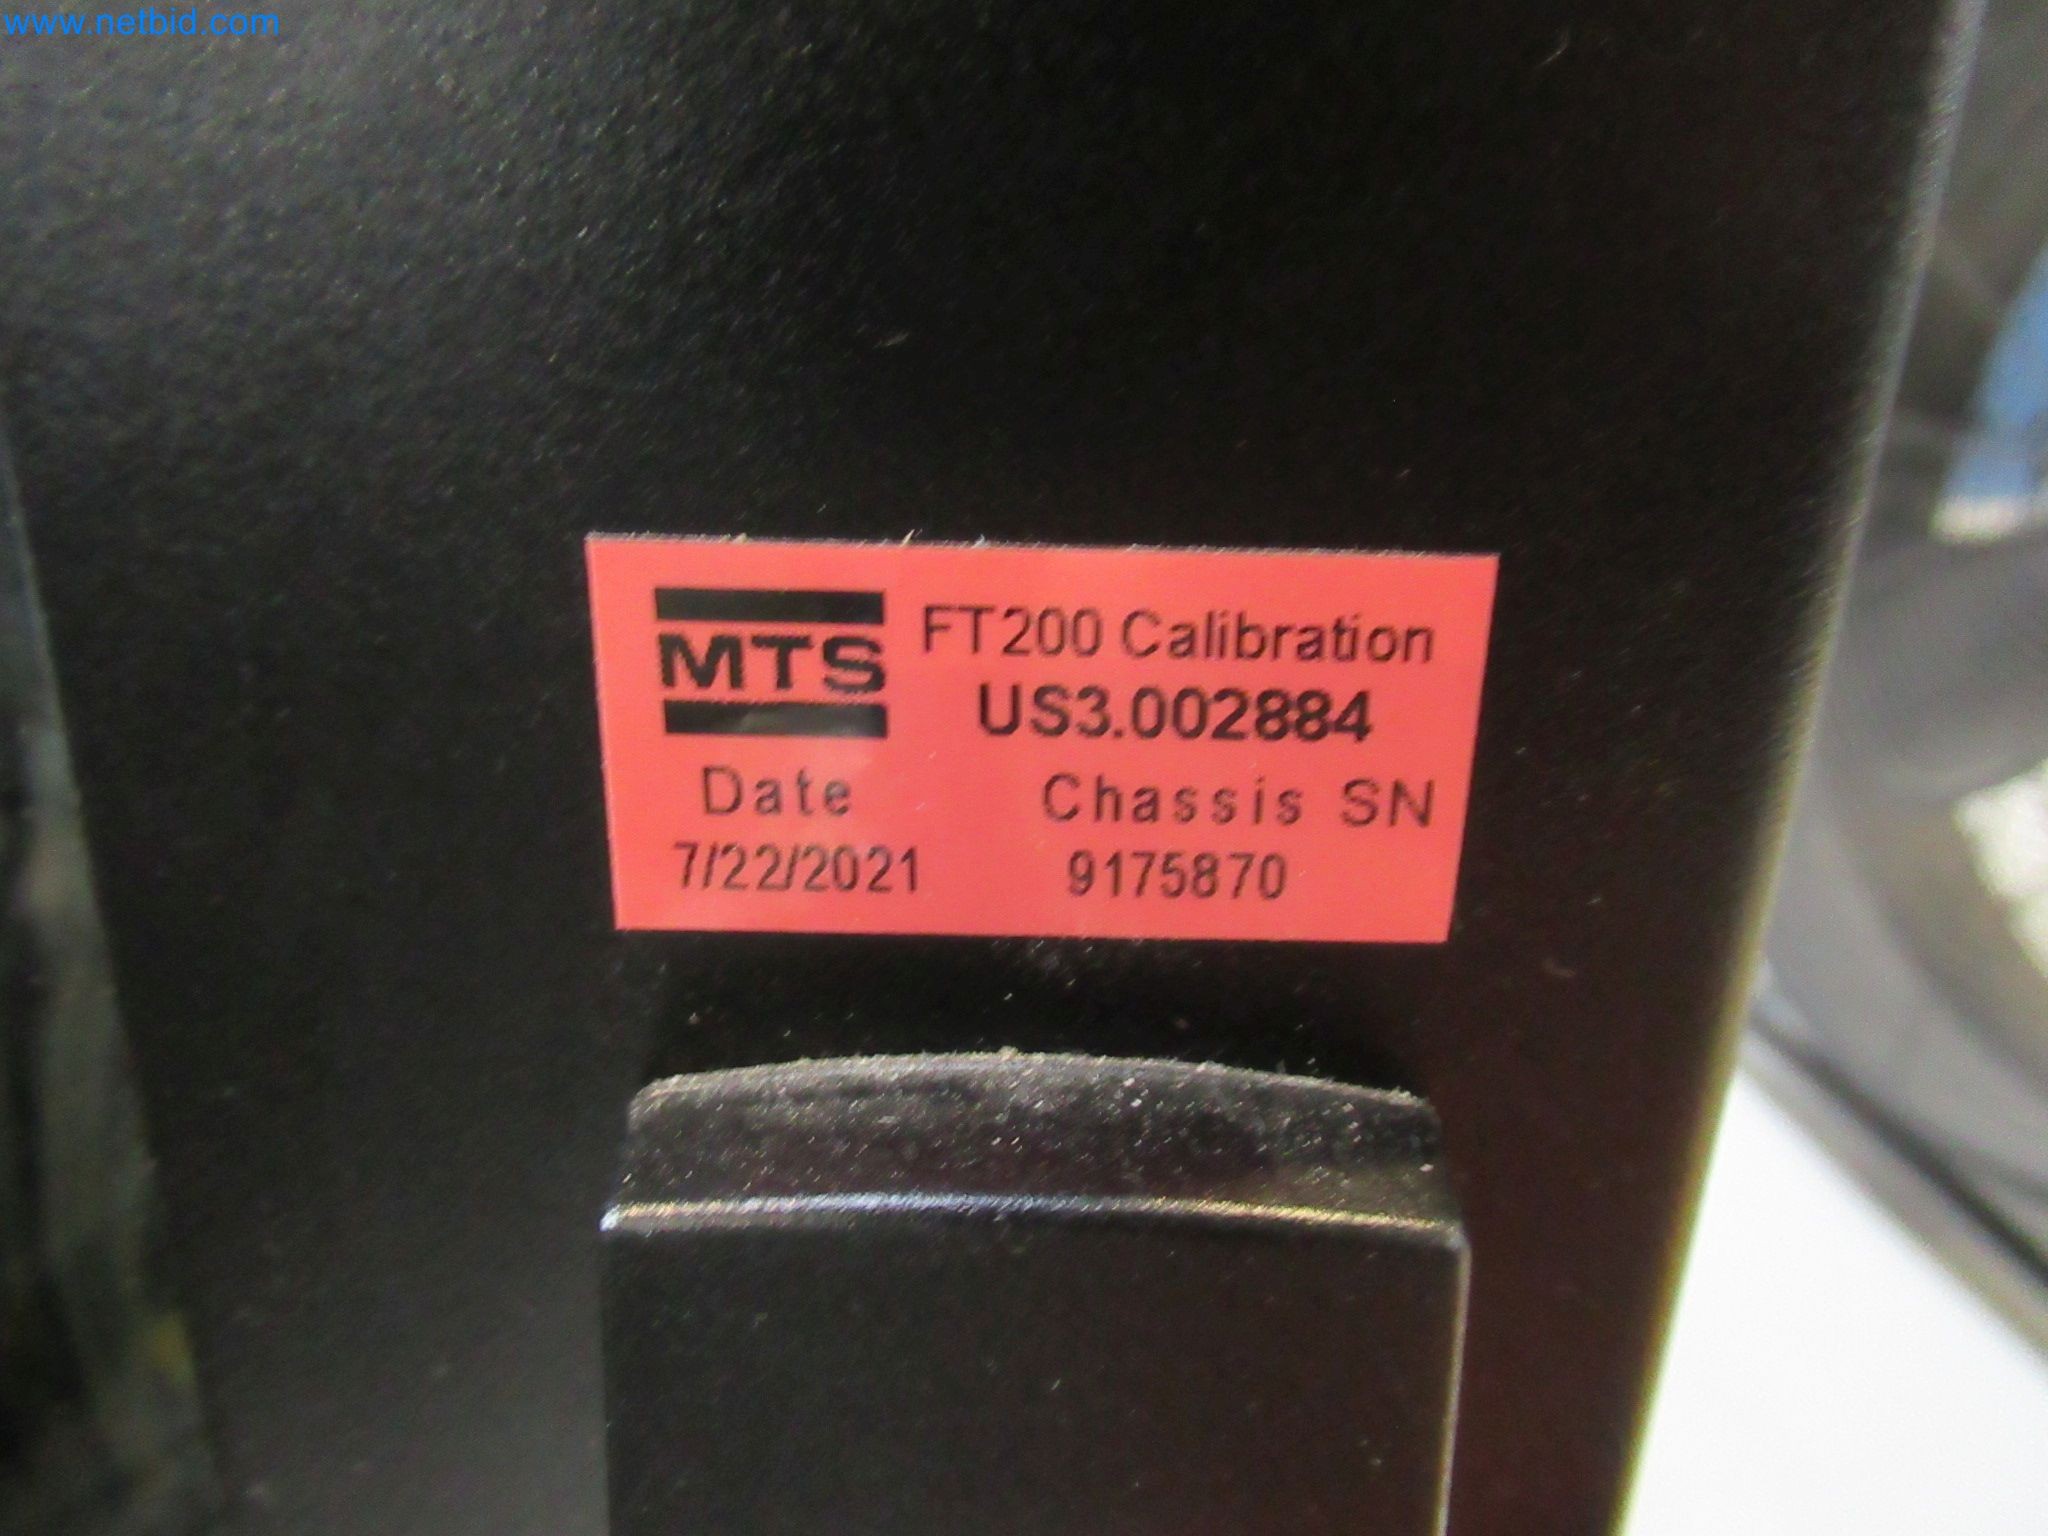 www.netbid.com
MTS
FT200 Calibration
US3.002884
Date
Chassis SN
7/22/2021
9175870